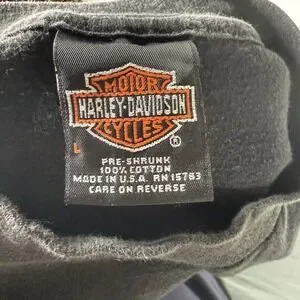 MOTOR
HARLEY-DAVIDSON
CYCLES
®
L
PRE-SHRUNK
100% COTTON
MADE IN U.S.A. RN 15763
CARE ON REVERSE